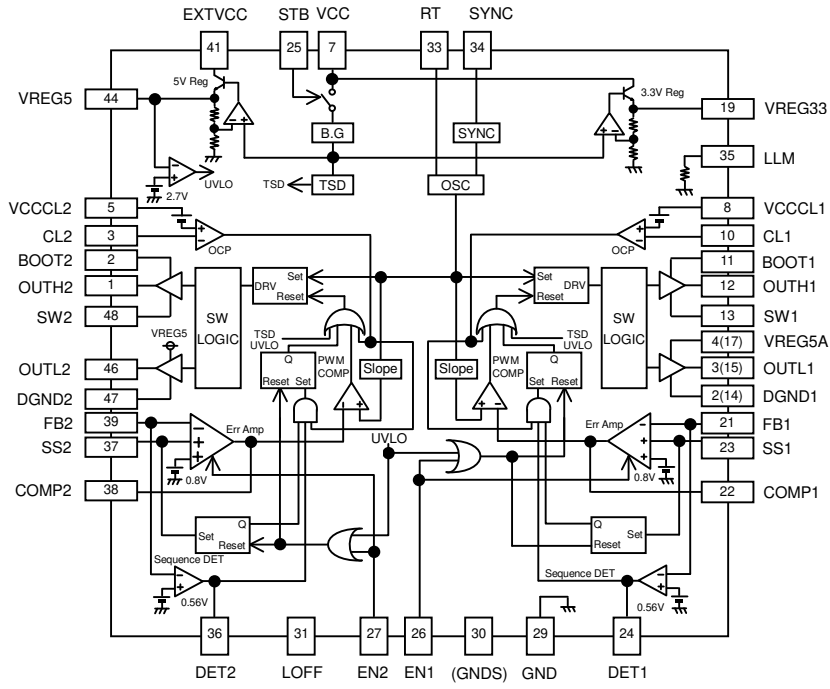 EXTVCC STB VCC RT SYNC
41 25 7 33 34
5V Reg
3.3V Reg
VREG5 44
19 VREG33
B.G
SYNC
35 LLM
TSD
TSD
OSC
UVLO
2.7V
VCCCL2 5
8 VCCCL1
CL2 3
10 CL1
OCP
OCP
BOOT2 2
11 BOOT1
OUTH2 1
12 OUTH1
SW2 48
13 SW1
SW
LOGIC
DRV
Set
Reset
Set
Reset
DRV
SW
LOGIC
VREG5
TSD
UVLO
TSD
UVLO
4(17) VREG5A
OUTL2 46
3(15) OUTL1
DGND2 47
2(14) DGND1
Q
Reset Set
PWM
COMP
Slope
Slope
PWM
COMP
Q
Set Reset
FB2 39
21 FB1
SS2 37
23 SS1
Err Amp
Err Amp
UVLO
0.8V
0.8V
COMP2 38
22 COMP1
Set
Q
Reset
Q
Set
Reset
Sequence DET
Sequence DET
0.56V
0.56V
36 31 27 26 30 29 24
DET2 LOFF EN2 EN1 (GNDS) GND DET1